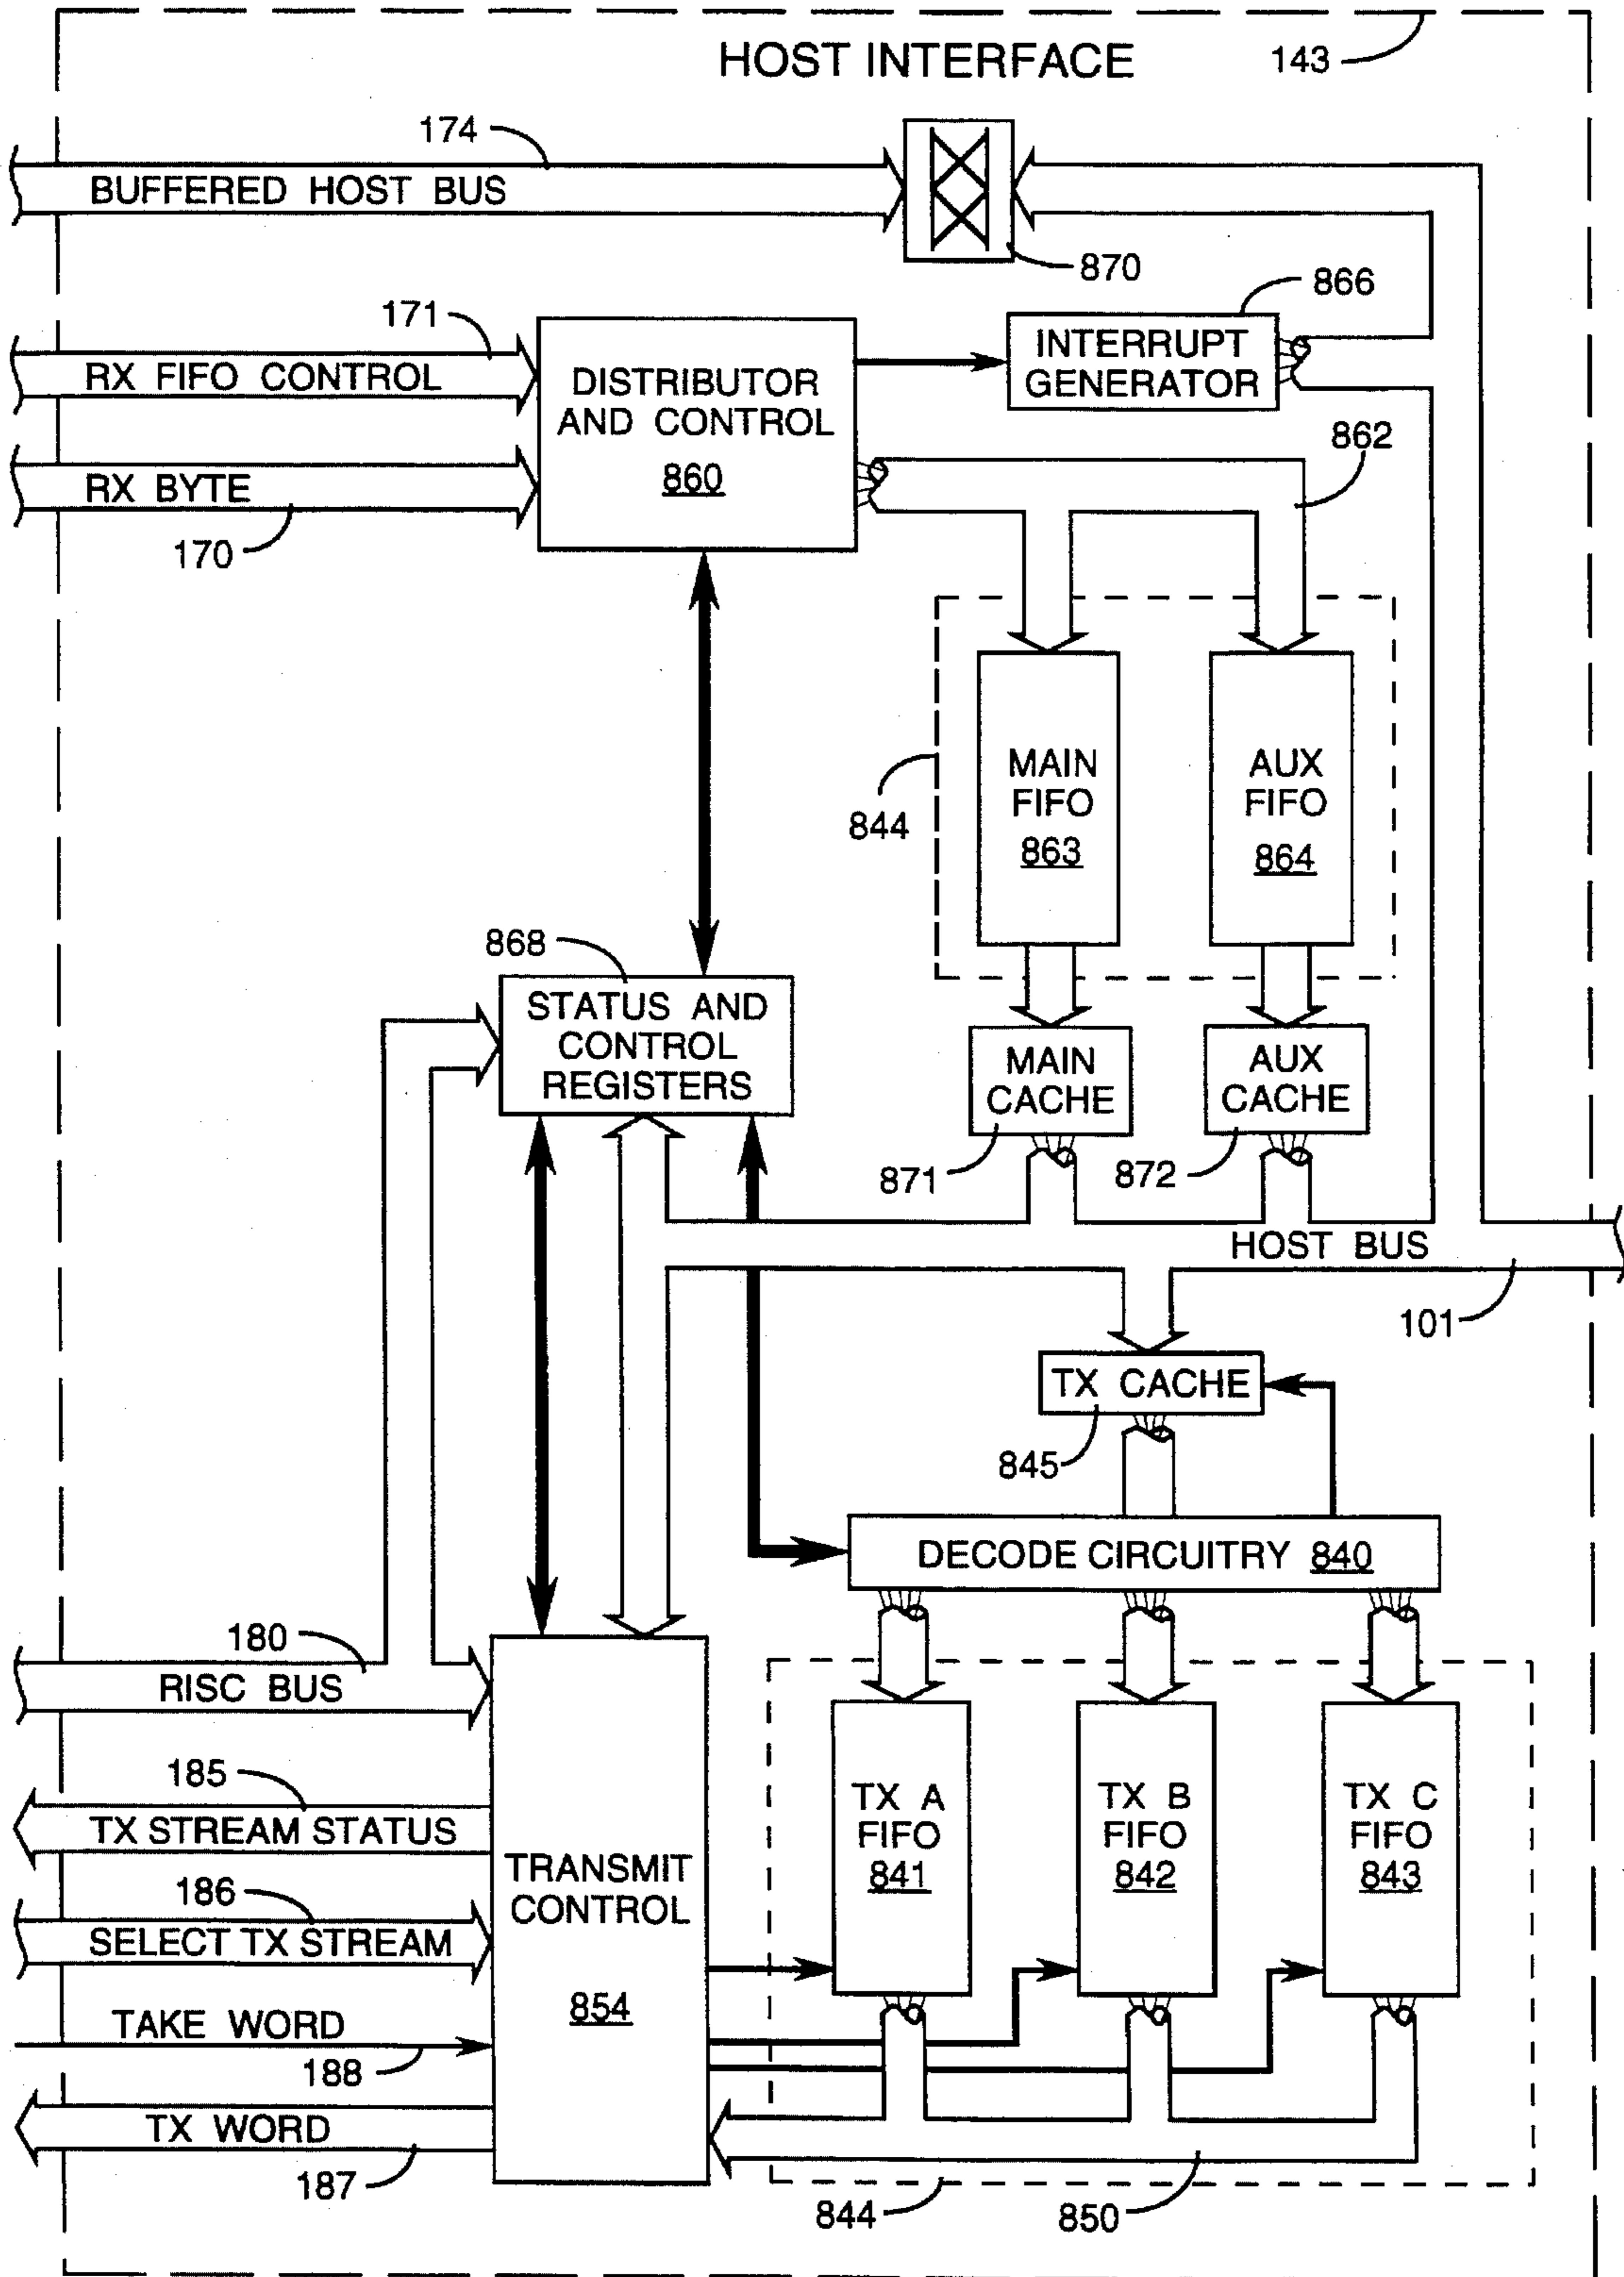 HOST INTERFACE
143
174
BUFFERED HOST BUS
870
866
171
RX FIFO CONTROL
INTERRUPT
GENERATOR
DISTRIBUTOR
AND CONTROL
860
862
RX BYTE
170
MAIN
FIFO
863
AUX
FIFO
864
844
868
STATUS AND
CONTROL
REGISTERS
MAIN
CACHE
AUX
CACHE
871
872
HOST BUS
101
TX CACHE
845
DECODE CIRCUITRY 840
180
RISC BUS
185
TX STREAM STATUS
186
SELECT TX STREAM
TRANSMIT
CONTROL
854
TX A
FIFO
841
TX B
FIFO
842
TX C
FIFO
843
TAKE WORD
188
TX WORD
187
844
850